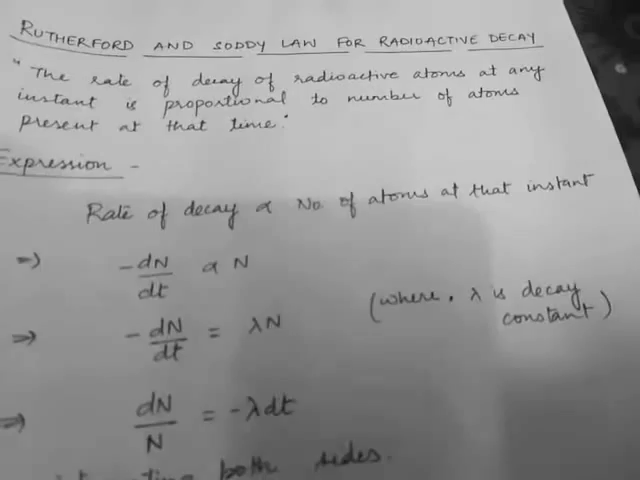 RUTHERFORD AND SODDY LAW FOR RADIOACTIVE DECAY
"The rate of decay of radioactive atoms at any
instant is proportional to number of atoms
present at that time."
Expression -
Rate of decay α No. of atoms at that instant
=) -dN/dt α N
=) -dN/dt = λN (where, λ is decay constant)
=) dN/N = -λdt
both sides.